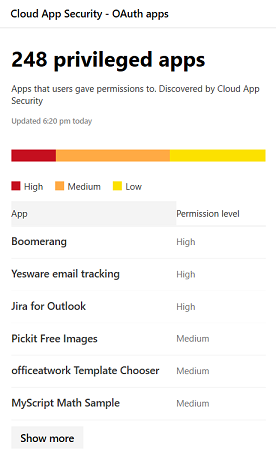 Cloud App Security - OAuth apps
248 privileged apps
Apps that users gave permissions to. Discovered by Cloud App
Security
Updated 6:20 pm today
High Medium Low
App Permission level
Boomerang High
Yesware email tracking High
Jira for Outlook High
Pickit Free Images Medium
officeatwork Template Chooser Medium
MyScript Math Sample Medium
Show more